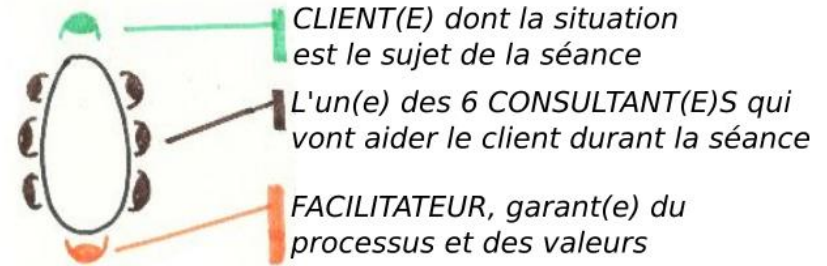 CLIENT(E) dont la situation
est le sujet de la séance
L'un(e) des 6 CONSULTANT(E)S qui
vont aider le client durant la séance
FACILITATEUR, garant(e) du
processus et des valeurs